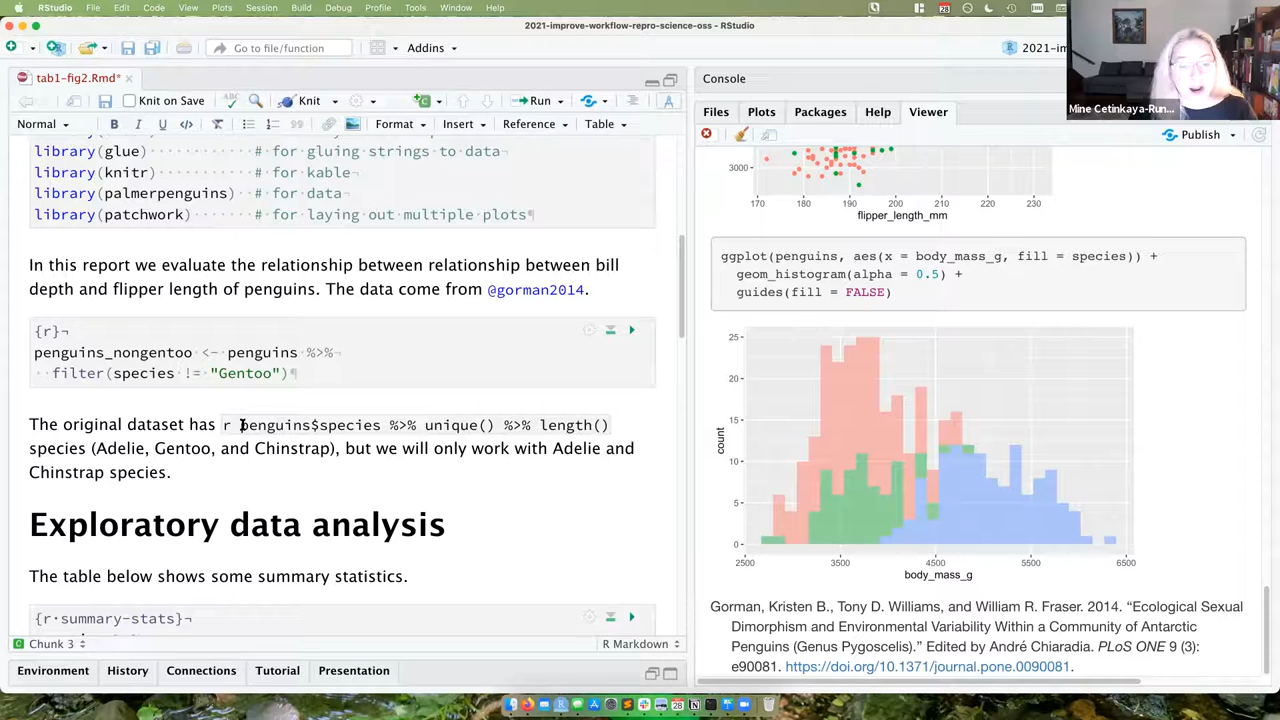 RStudio File Edit Code View Plots Session Build Debug Profile Tools Window Help
28
2021-improve-workflow-repro-science-oss - RStudio
Go to file/function
Addins
2021-im
Mine Cetinkaya-Run...
tab1-fig2.Rmd*
Knit on Save
ABC
Knit
Run
Normal
B I U </>
Format
Insert
Reference
Table
library(glue)··········# for gluing strings to data
library(knitr)·········# for kable
library(palmerpenguins)··# for data
library(patchwork)·······# for laying out multiple plots¶
In this report we evaluate the relationship between relationship between bill
depth and flipper length of penguins. The data come from @gorman2014.
{r}¬
penguins_nongentoo <- penguins %>%¬
··filter(species != "Gentoo")¶
The original dataset has r penguins$species %>% unique() %>% length()
species (Adelie, Gentoo, and Chinstrap), but we will only work with Adelie and
Chinstrap species.
Exploratory data analysis
The table below shows some summary statistics.
{r·summary-stats}¬
Chunk 3
R Markdown
Environment History Connections Tutorial Presentation
Console
Files Plots Packages Help Viewer
Publish
3000
170 180 190 200 210 220 230
flipper_length_mm
ggplot(penguins, aes(x = body_mass_g, fill = species)) +
geom_histogram(alpha = 0.5) +
guides(fill = FALSE)
25
20
15
10
5
0
count
2500 3500 4500 5500 6500
body_mass_g
Gorman, Kristen B., Tony D. Williams, and William R. Fraser. 2014. “Ecological Sexual
Dimorphism and Environmental Variability Within a Community of Antarctic
Penguins (Genus Pygoscelis).” Edited by André Chiaradia. PLoS ONE 9 (3):
e90081. https://doi.org/10.1371/journal.pone.0090081.